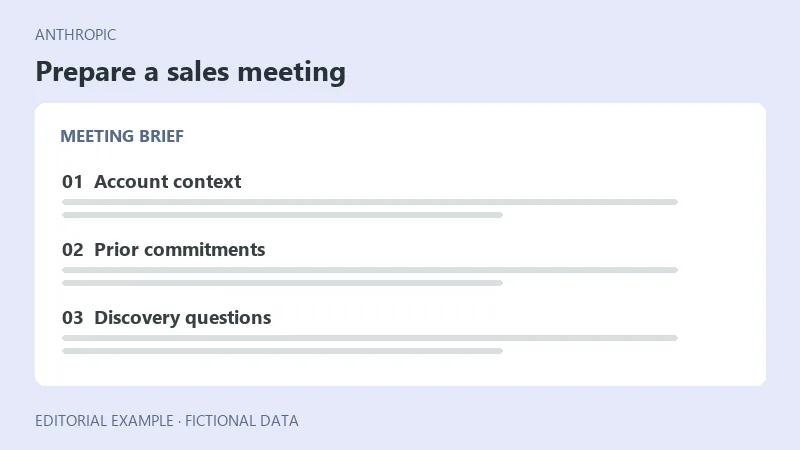 ANTHROPIC
Prepare a sales meeting
MEETING BRIEF
01 Account context
02 Prior commitments
03 Discovery questions
EDITORIAL EXAMPLE · FICTIONAL DATA